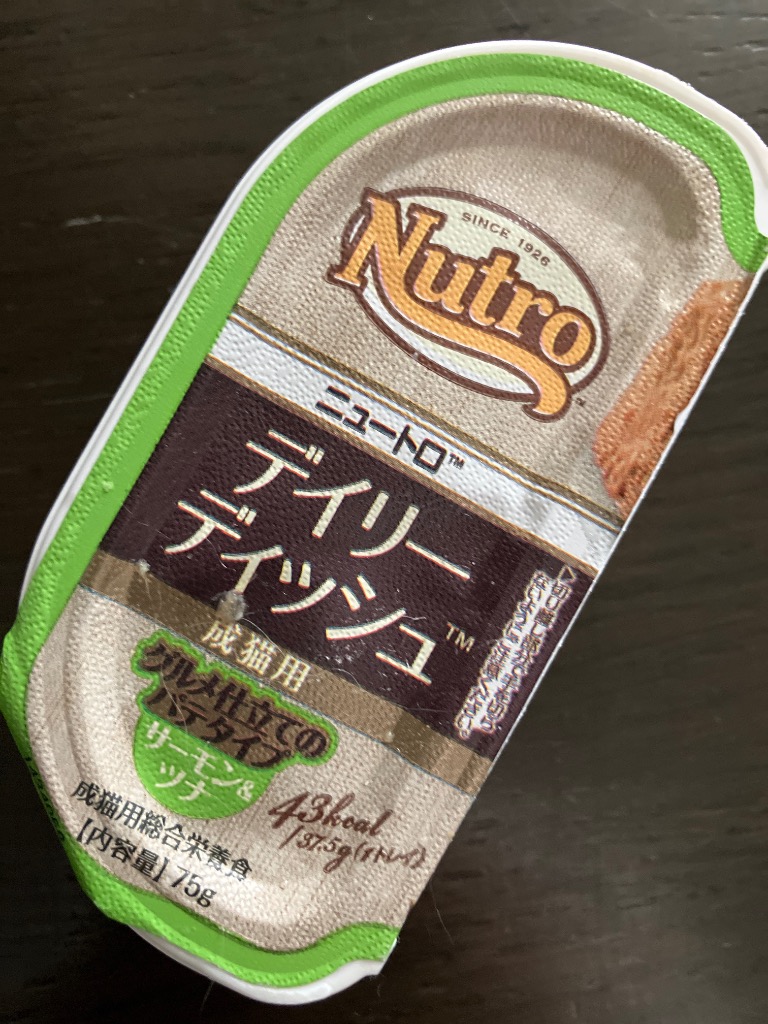 SINCE 1926
Nutro
ニュートロ™
デイリー
ディッシュ™
成猫用
グルメ仕立ての
パテタイプ
サーモン&
ツナ
43kcal
/37.5g(1トレイ)
成猫用総合栄養食
【内容量】75g